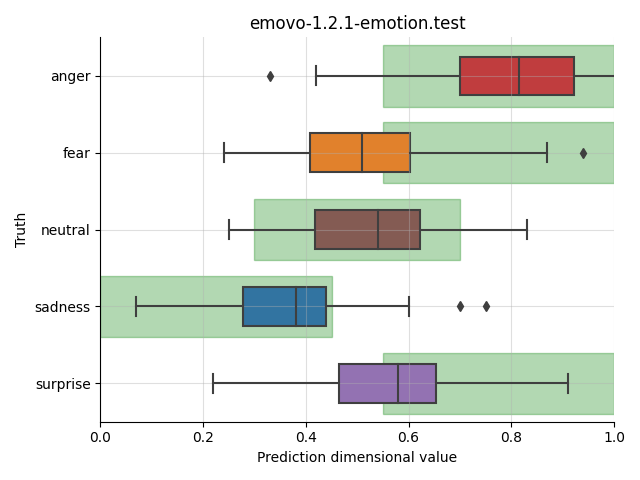 emovo-1.2.1-emotion.test
anger
fear
neutral
sadness
surprise
Truth
0.0 0.2 0.4 0.6 0.8 1.0
Prediction dimensional value